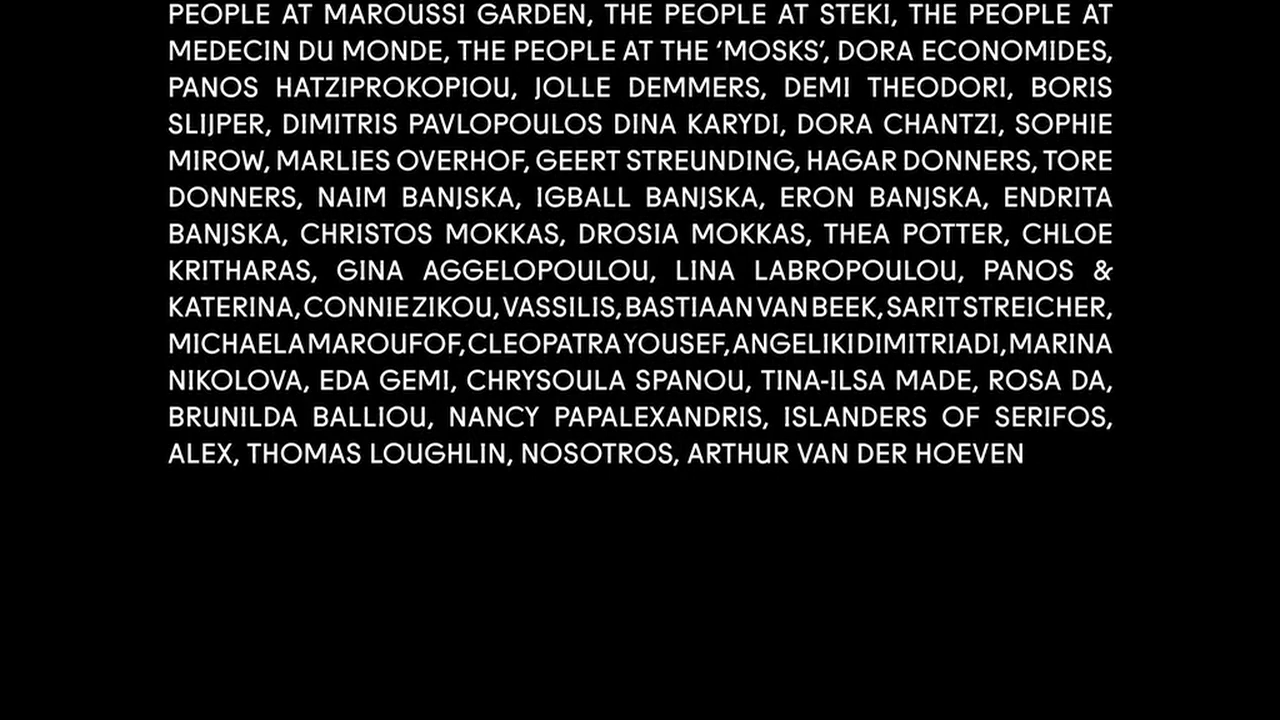 PEOPLE AT MAROUSSI GARDEN, THE PEOPLE AT STEKI, THE PEOPLE AT
MEDECIN DU MONDE, THE PEOPLE AT THE ‘MOSKS’, DORA ECONOMIDES,
PANOS HATZIPROKOPIOU, JOLLE DEMMERS, DEMI THEODORI, BORIS
SLIJPER, DIMITRIS PAVLOPOULOS DINA KARYDI, DORA CHANTZI, SOPHIE
MIROW, MARLIES OVERHOF, GEERT STREUNDING, HAGAR DONNERS, TORE
DONNERS, NAIM BANJSKA, IGBALL BANJSKA, ERON BANJSKA, ENDRITA
BANJSKA, CHRISTOS MOKKAS, DROSIA MOKKAS, THEA POTTER, CHLOE
KRITHARAS, GINA AGGELOPOULOU, LINA LABROPOULOU, PANOS &
KATERINA, CONNIE ZIKOU, VASSILIS, BASTIAAN VAN BEEK, SARIT STREICHER,
MICHAELA MAROUFOF, CLEOPATRA YOUSEF, ANGELIKI DIMITRIADI, MARINA
NIKOLOVA, EDA GEMI, CHRYSOULA SPANOU, TINA-ILSA MADE, ROSA DA,
BRUNILDA BALLIOU, NANCY PAPALEXANDRIS, ISLANDERS OF SERIFOS,
ALEX, THOMAS LOUGHLIN, NOSOTROS, ARTHUR VAN DER HOEVEN